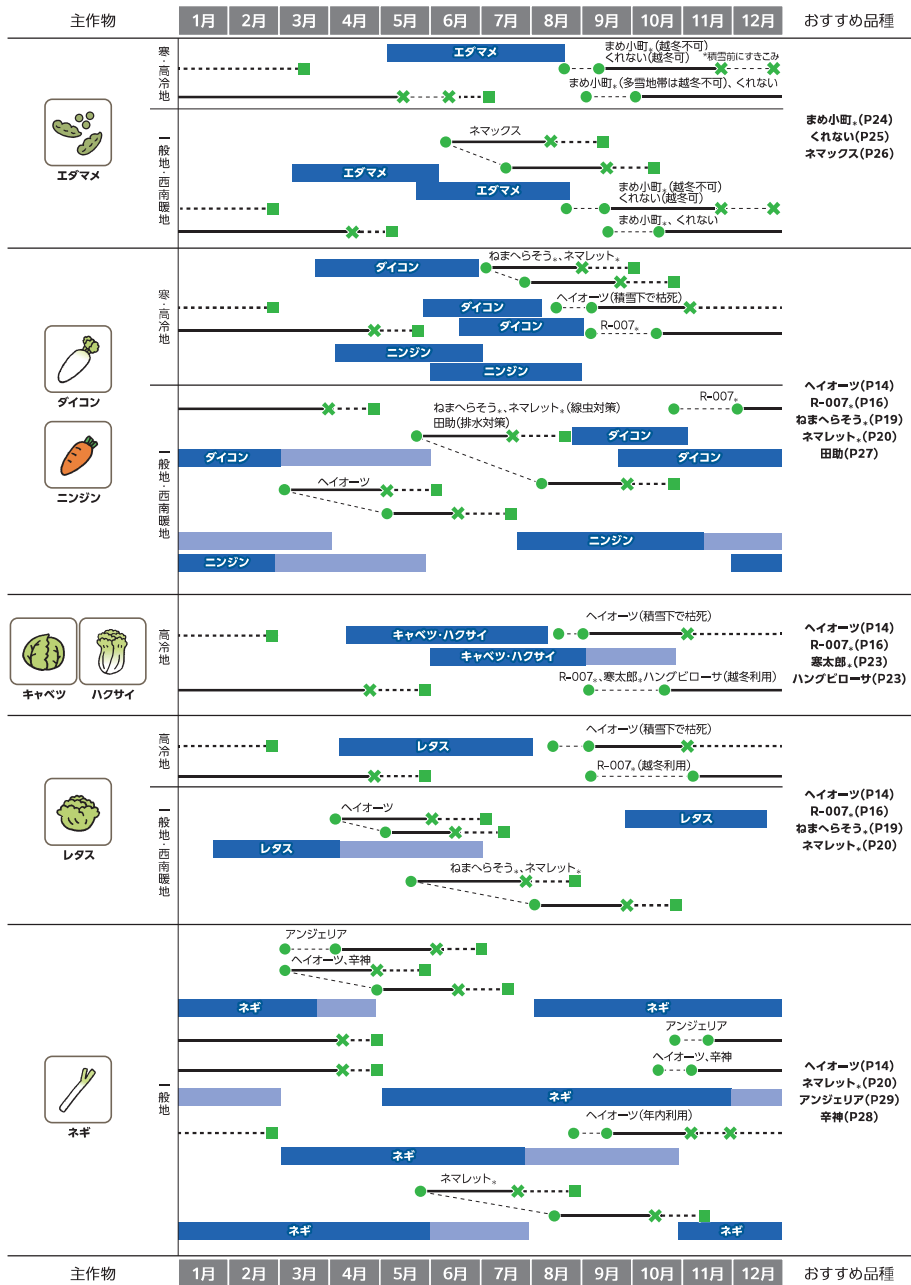 主作物 1月 2月 3月 4月 5月 6月 7月 8月 9月 10月 11月 12月 おすすめ品種
エダマメ
寒・高冷地
エダマメ
まめ小町®(越冬不可)
くれない(越冬可)
*積雪前にすきこみ
まめ小町®(多雪地帯は越冬不可)、くれない
一般地・西南暖地
ネマックス
エダマメ
エダマメ
まめ小町®(越冬不可)
くれない(越冬可)
まめ小町®、くれない
まめ小町®(P24)
くれない(P25)
ネマックス(P26)
ダイコン
ニンジン
寒・高冷地
ねまへらそう®、ネマレット®
ダイコン
ヘイオーツ(積雪下で枯死)
ダイコン
ダイコン
R-007®
ニンジン
ニンジン
一般地・西南暖地
R-007®
ねまへらそう®、ネマレット®(線虫対策)
田助(排水対策)
ダイコン
ダイコン
ダイコン
ヘイオーツ
ニンジン
ニンジン
ヘイオーツ(P14)
R-007®(P16)
ねまへらそう®(P19)
ネマレット®(P20)
田助(P27)
キャベツ
ハクサイ
高冷地
ヘイオーツ(積雪下で枯死)
キャベツ・ハクサイ
キャベツ・ハクサイ
R-007®、寒太郎®ハングビローサ(越冬利用)
ヘイオーツ(P14)
R-007®(P16)
寒太郎®(P23)
ハングビローサ(P23)
レタス
高冷地
ヘイオーツ(積雪下で枯死)
レタス
R-007®(越冬利用)
一般地・西南暖地
ヘイオーツ
レタス
レタス
ねまへらそう®、ネマレット®
ヘイオーツ(P14)
R-007®(P16)
ねまへらそう®(P19)
ネマレット®(P20)
ネギ
一般地
アンジェリア
ヘイオーツ、辛神
ネギ
ネギ
アンジェリア
ヘイオーツ、辛神
ネギ
ヘイオーツ(年内利用)
ネギ
ネマレット®
ネギ
ネギ
ヘイオーツ(P14)
ネマレット®(P20)
アンジェリア(P29)
辛神(P28)
主作物 1月 2月 3月 4月 5月 6月 7月 8月 9月 10月 11月 12月 おすすめ品種